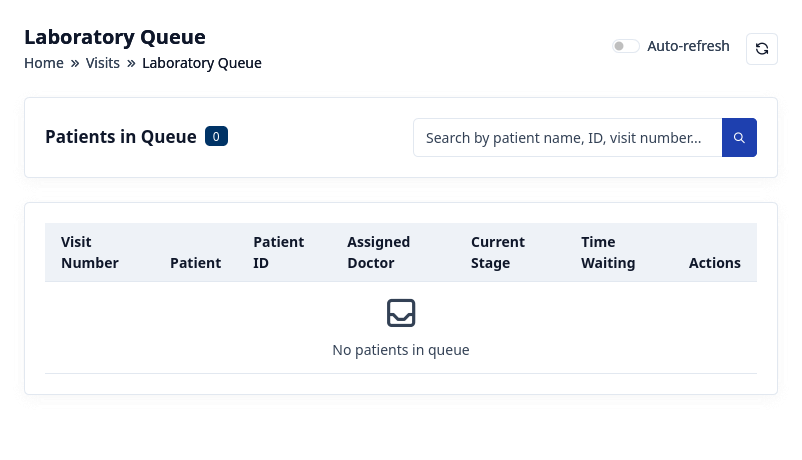 Laboratory Queue
Home » Visits » Laboratory Queue
Auto-refresh
Patients in Queue 0
Search by patient name, ID, visit number...
Visit Number
Patient
Patient ID
Assigned Doctor
Current Stage
Time Waiting
Actions
No patients in queue